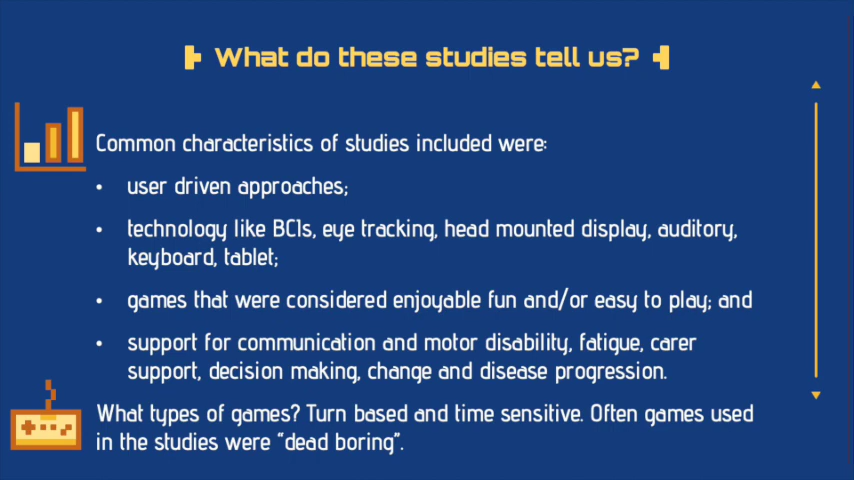 What do these studies tell us?
Common characteristics of studies included were:
• user driven approaches;
• technology like BCIs, eye tracking, head mounted display, auditory,
keyboard, tablet;
• games that were considered enjoyable fun and/or easy to play; and
• support for communication and motor disability, fatigue, carer
support, decision making, change and disease progression.
What types of games? Turn based and time sensitive. Often games used
in the studies were “dead boring”.